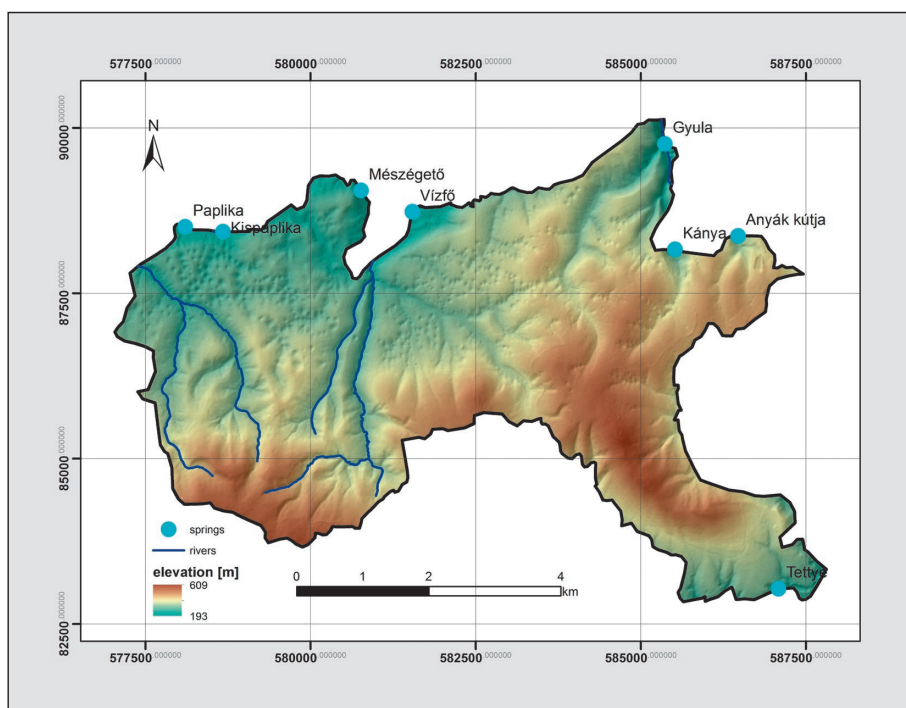 577500.000000 580000.000000 582500.000000 585000.000000 587500.000000
90000.000000
87500.000000
85000.000000
82500.000000
N
Gyula
Mészégető
Vízfő
Paplika
Kispaplika
Anyák kútja
Kánya
Tettye
springs
rivers
elevation [m]
609
193
0 1 2 4
km
577500.000000 580000.000000 582500.000000 585000.000000 587500.000000